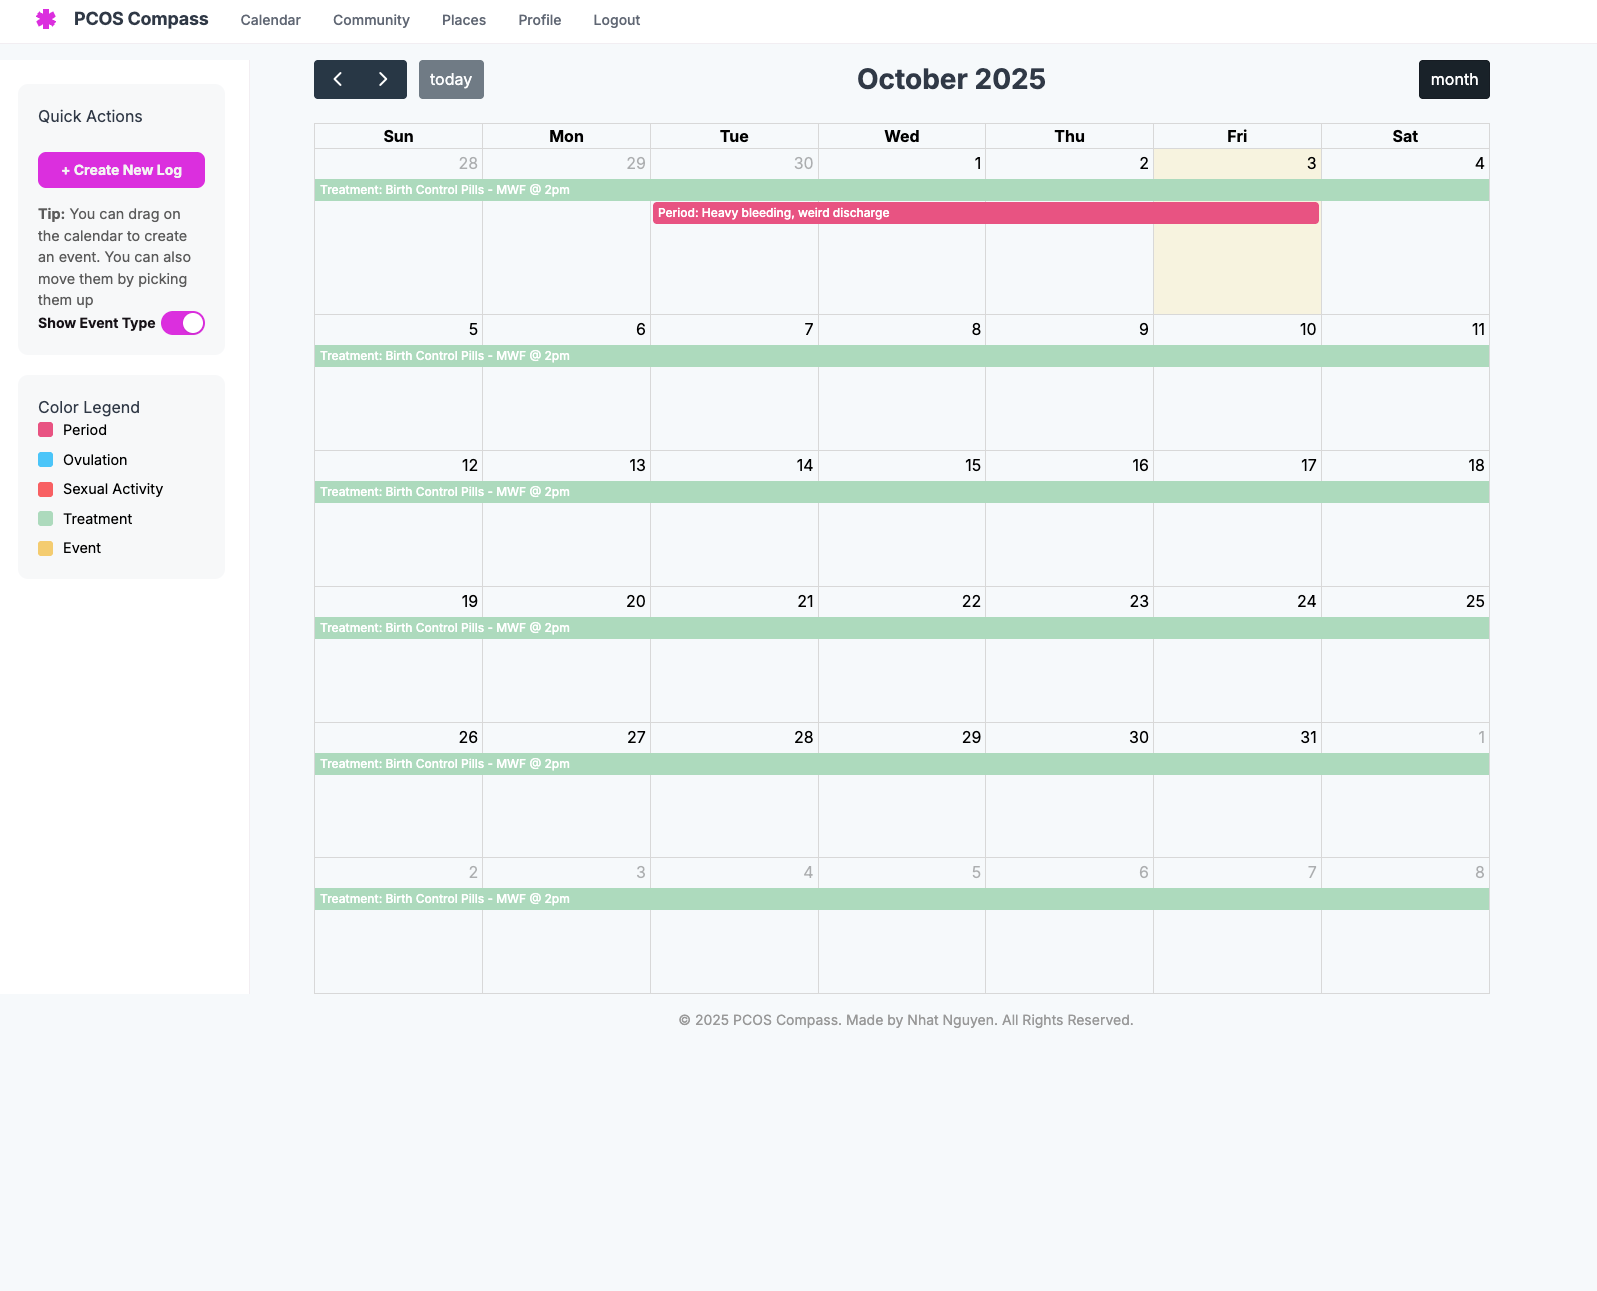 PCOS Compass Calendar Community Places Profile Logout
Quick Actions
+ Create New Log
Tip: You can drag on
the calendar to create
an event. You can also
move them by picking
them up
Show Event Type
Color Legend
Period
Ovulation
Sexual Activity
Treatment
Event
today
October 2025
month
Sun Mon Tue Wed Thu Fri Sat
28 29 30 1 2 3 4
Treatment: Birth Control Pills - MWF @ 2pm
Period: Heavy bleeding, weird discharge
5 6 7 8 9 10 11
Treatment: Birth Control Pills - MWF @ 2pm
12 13 14 15 16 17 18
Treatment: Birth Control Pills - MWF @ 2pm
19 20 21 22 23 24 25
Treatment: Birth Control Pills - MWF @ 2pm
26 27 28 29 30 31 1
Treatment: Birth Control Pills - MWF @ 2pm
2 3 4 5 6 7 8
Treatment: Birth Control Pills - MWF @ 2pm
© 2025 PCOS Compass. Made by Nhat Nguyen. All Rights Reserved.